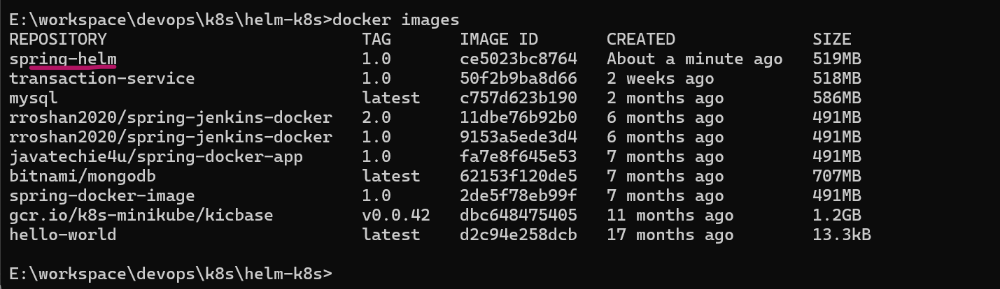 E:\workspace\devops\k8s\helm-k8s>docker images
REPOSITORY TAG IMAGE ID CREATED SIZE
spring-helm 1.0 ce5023bc8764 About a minute ago 519MB
transaction-service 1.0 50f2b9ba8d66 2 weeks ago 518MB
mysql latest c757d623b190 2 months ago 586MB
rroshan2020/spring-jenkins-docker 2.0 11dbe76b92b0 6 months ago 491MB
rroshan2020/spring-jenkins-docker 1.0 9153a5ede3d4 6 months ago 491MB
javatechie4u/spring-docker-app 1.0 fa7e8f645e53 7 months ago 491MB
bitnami/mongodb latest 62153f120de5 7 months ago 707MB
spring-docker-image 1.0 2de5f78eb99f 7 months ago 491MB
gcr.io/k8s-minikube/kicbase v0.0.42 dbc648475405 11 months ago 1.2GB
hello-world latest d2c94e258dcb 17 months ago 13.3kB
E:\workspace\devops\k8s\helm-k8s>